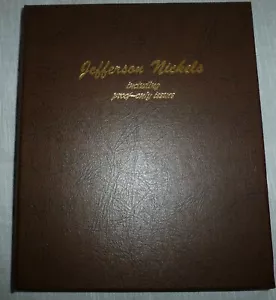 Jefferson Nickels
including
proof-only issues